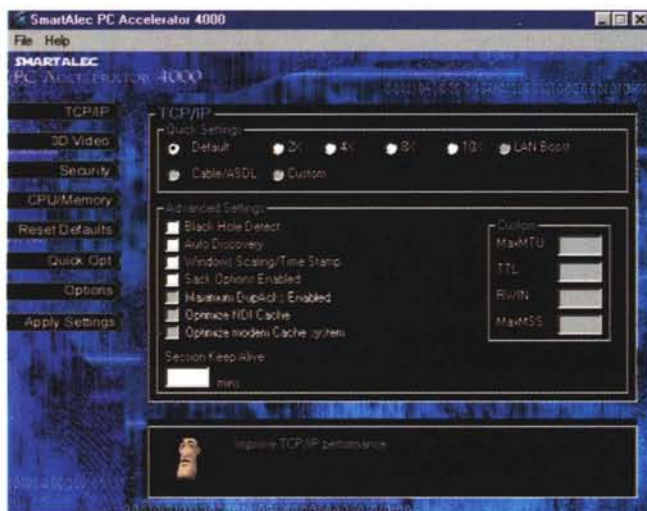 SmartAlec PC Accelerator 4000
File Help
SMARTALEC
PC ACCELERATOR 4000
TCP/IP
3D Video
Security
CPU/Memory
Reset Defaults
Quick Opt
Options
Apply Settings
TCP/IP
Quick Settings
Default 2X 4X 8X 10X LAN Boost
Cable/ASDL Custom
Advanced Settings
Black Hole Detect
Auto Discovery
Windows Scaling/Time Stamp
Sack Options Enabled
Maximum DupAck's Enabled
Optimize NDI Cache
Optimize modem Cache system
Session Keep Alive
mins
Custom
MaxMTU
TTL
RWIN
MaxMSS
Improve TCP/IP performance